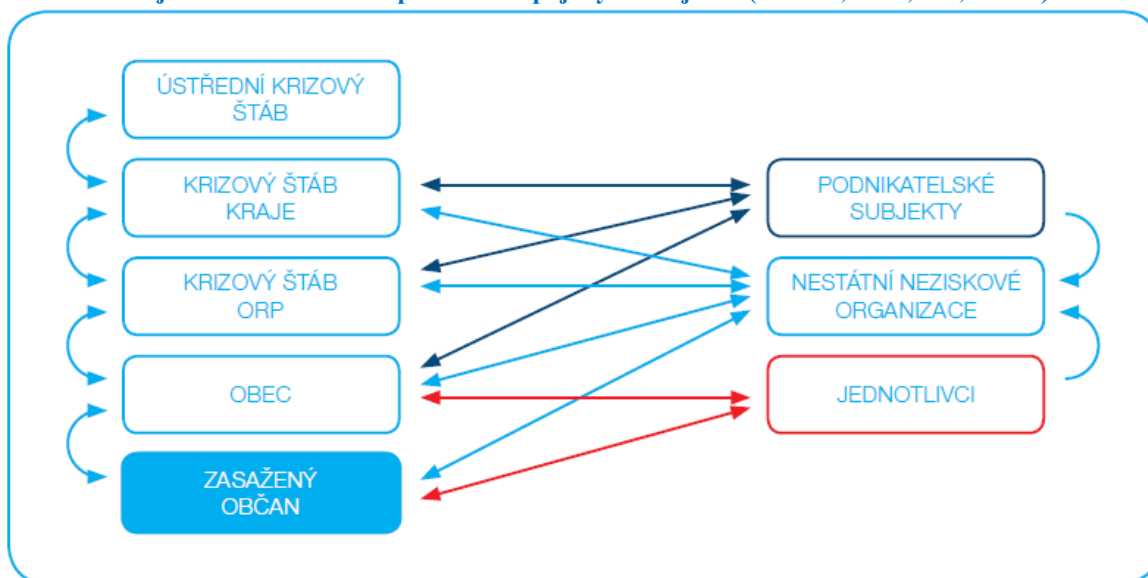 ÚSTŘEDNÍ KRIZOVÝ
ŠTÁB
KRIZOVÝ ŠTÁB
KRAJE
KRIZOVÝ ŠTÁB
ORP
OBEC
ZASAŽENÝ
OBČAN
PODNIKATELSKÉ
SUBJEKTY
NESTÁTNÍ NEZISKOVÉ
ORGANIZACE
JEDNOTLIVCI